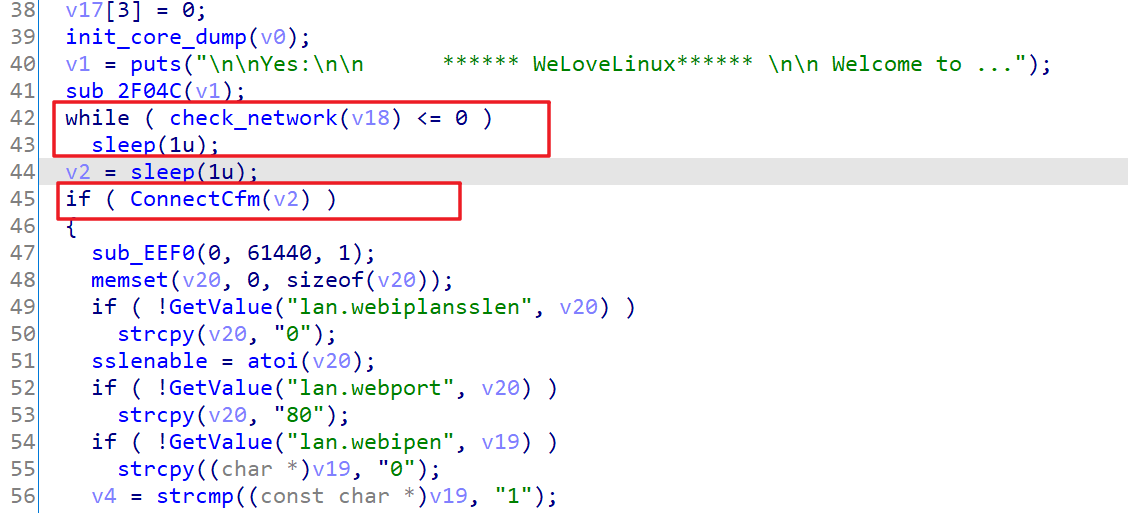 38 v17[3] = 0;
39 init_core_dump(v0);
40 v1 = puts("\n\nYes:\n\n      ****** WeLoveLinux****** \n\n Welcome to ...");
41 sub_2F04C(v1);
42 while ( check_network(v18) <= 0 )
43   sleep(1u);
44 v2 = sleep(1u);
45 if ( ConnectCfm(v2) )
46 {
47   sub_EEF0(0, 61440, 1);
48   memset(v20, 0, sizeof(v20));
49   if ( !GetValue("lan.webiplansslen", v20) )
50     strcpy(v20, "0");
51   sslenable = atoi(v20);
52   if ( !GetValue("lan.webport", v20) )
53     strcpy(v20, "80");
54   if ( !GetValue("lan.webipen", v19) )
55     strcpy((char *)v19, "0");
56   v4 = strcmp((const char *)v19, "1");